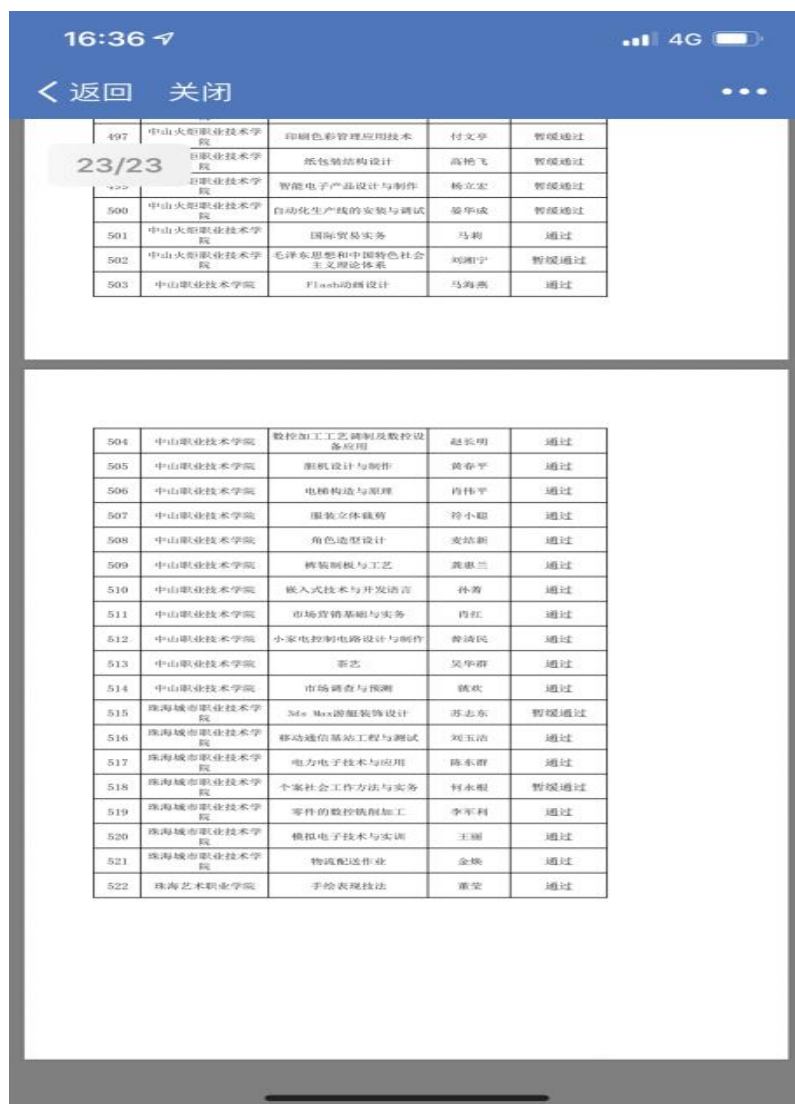 16:36
4G
返回 关闭
23/23
497 中山火炬职业技术学院 印刷色彩管理应用技术 付文亭 暂缓通过
职业技术学院 纸包装结构设计 高艳飞 暂缓通过
职业技术学院 智能电子产品设计与制作 杨立宏 暂缓通过
500 中山火炬职业技术学院 自动化生产线的安装与调试 晏华成 暂缓通过
501 中山火炬职业技术学院 国际贸易实务 马莉 通过
502 中山火炬职业技术学院 毛泽东思想和中国特色社会主义理论体系 刘湘宁 暂缓通过
503 中山职业技术学院 Flash动画设计 马海燕 通过
504 中山职业技术学院 数控加工工艺调制及数控设备应用 赵长明 通过
505 中山职业技术学院 胆机设计与制作 黄春平 通过
506 中山职业技术学院 电梯构造与原理 肖伟平 通过
507 中山职业技术学院 服装立体裁剪 符小聪 通过
508 中山职业技术学院 角色造型设计 麦结新 通过
509 中山职业技术学院 裤装制板与工艺 龚惠兰 通过
510 中山职业技术学院 嵌入式技术与开发语言 孙菁 通过
511 中山职业技术学院 市场营销基础与实务 肖红 通过
512 中山职业技术学院 小家电控制电路设计与制作 普清民 通过
513 中山职业技术学院 茶艺 吴华群 通过
514 中山职业技术学院 市场调查与预测 虢欢 通过
515 珠海城市职业技术学院 3ds Max游艇装饰设计 苏志东 暂缓通过
516 珠海城市职业技术学院 移动通信基站工程与测试 刘玉洁 通过
517 珠海城市职业技术学院 电力电子技术与应用 陈东群 通过
518 珠海城市职业技术学院 个案社会工作方法与实务 何永根 暂缓通过
519 珠海城市职业技术学院 零件的数控铣削加工 李军利 通过
520 珠海城市职业技术学院 模拟电子技术与实训 王丽 通过
521 珠海城市职业技术学院 物流配送作业 金焕 通过
522 珠海艺术职业学院 手绘表现技法 董莹 通过